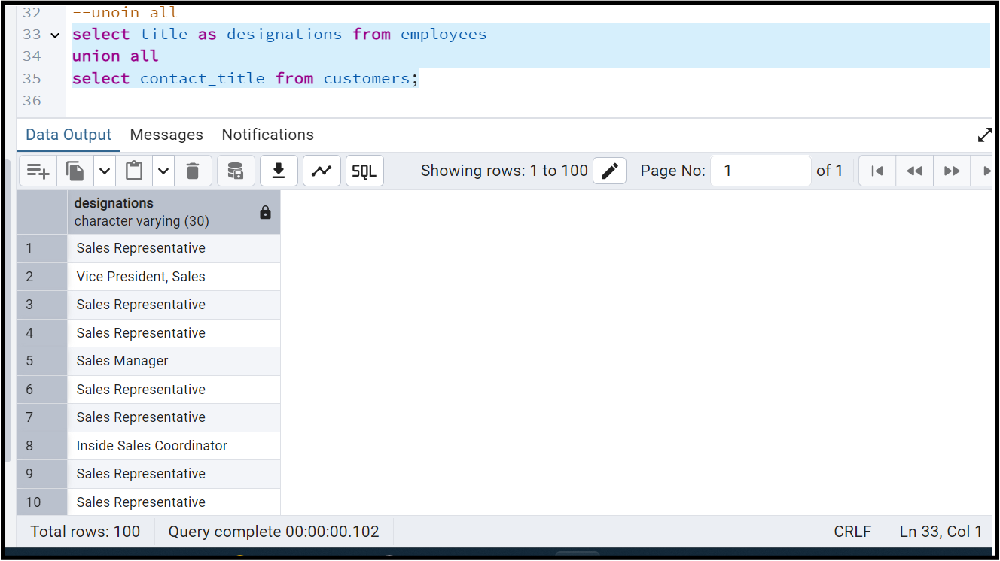 32 --unoin all
33 select title as designations from employees
34 union all
35 select contact_title from customers;
36
Data Output Messages Notifications
SQL Showing rows: 1 to 100 Page No: 1 of 1
designations
character varying (30)
1 Sales Representative
2 Vice President, Sales
3 Sales Representative
4 Sales Representative
5 Sales Manager
6 Sales Representative
7 Sales Representative
8 Inside Sales Coordinator
9 Sales Representative
10 Sales Representative
Total rows: 100 Query complete 00:00:00.102 CRLF Ln 33, Col 1